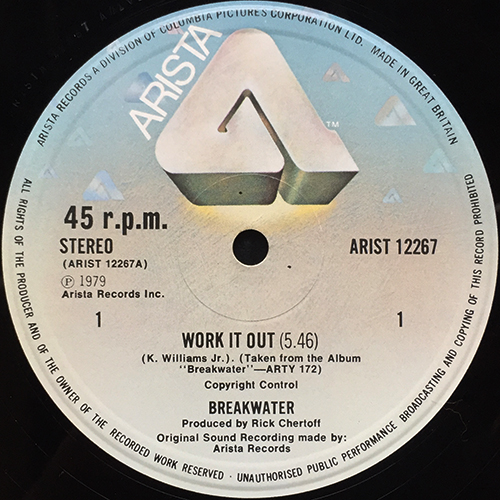 ARISTA RECORDS A DIVISION OF COLUMBIA PICTURES CORPORATION LTD. MADE IN GREAT BRITAIN
ARISTA
TM
45 r.p.m.
STEREO
ARIST 12267
(ARIST 12267A)
Ⓟ 1979
Arista Records Inc.
1
1
WORK IT OUT (5.46)
(K. Williams Jr.). (Taken from the Album
"Breakwater"—ARTY 172)
Copyright Control
BREAKWATER
Produced by Rick Chertoff
Original Sound Recording made by:
Arista Records
ALL RIGHTS OF THE PRODUCER AND OF THE OWNER OF THE RECORDED WORK RESERVED · UNAUTHORISED PUBLIC PERFORMANCE BROADCASTING AND COPYING OF THIS RECORD PROHIBITED